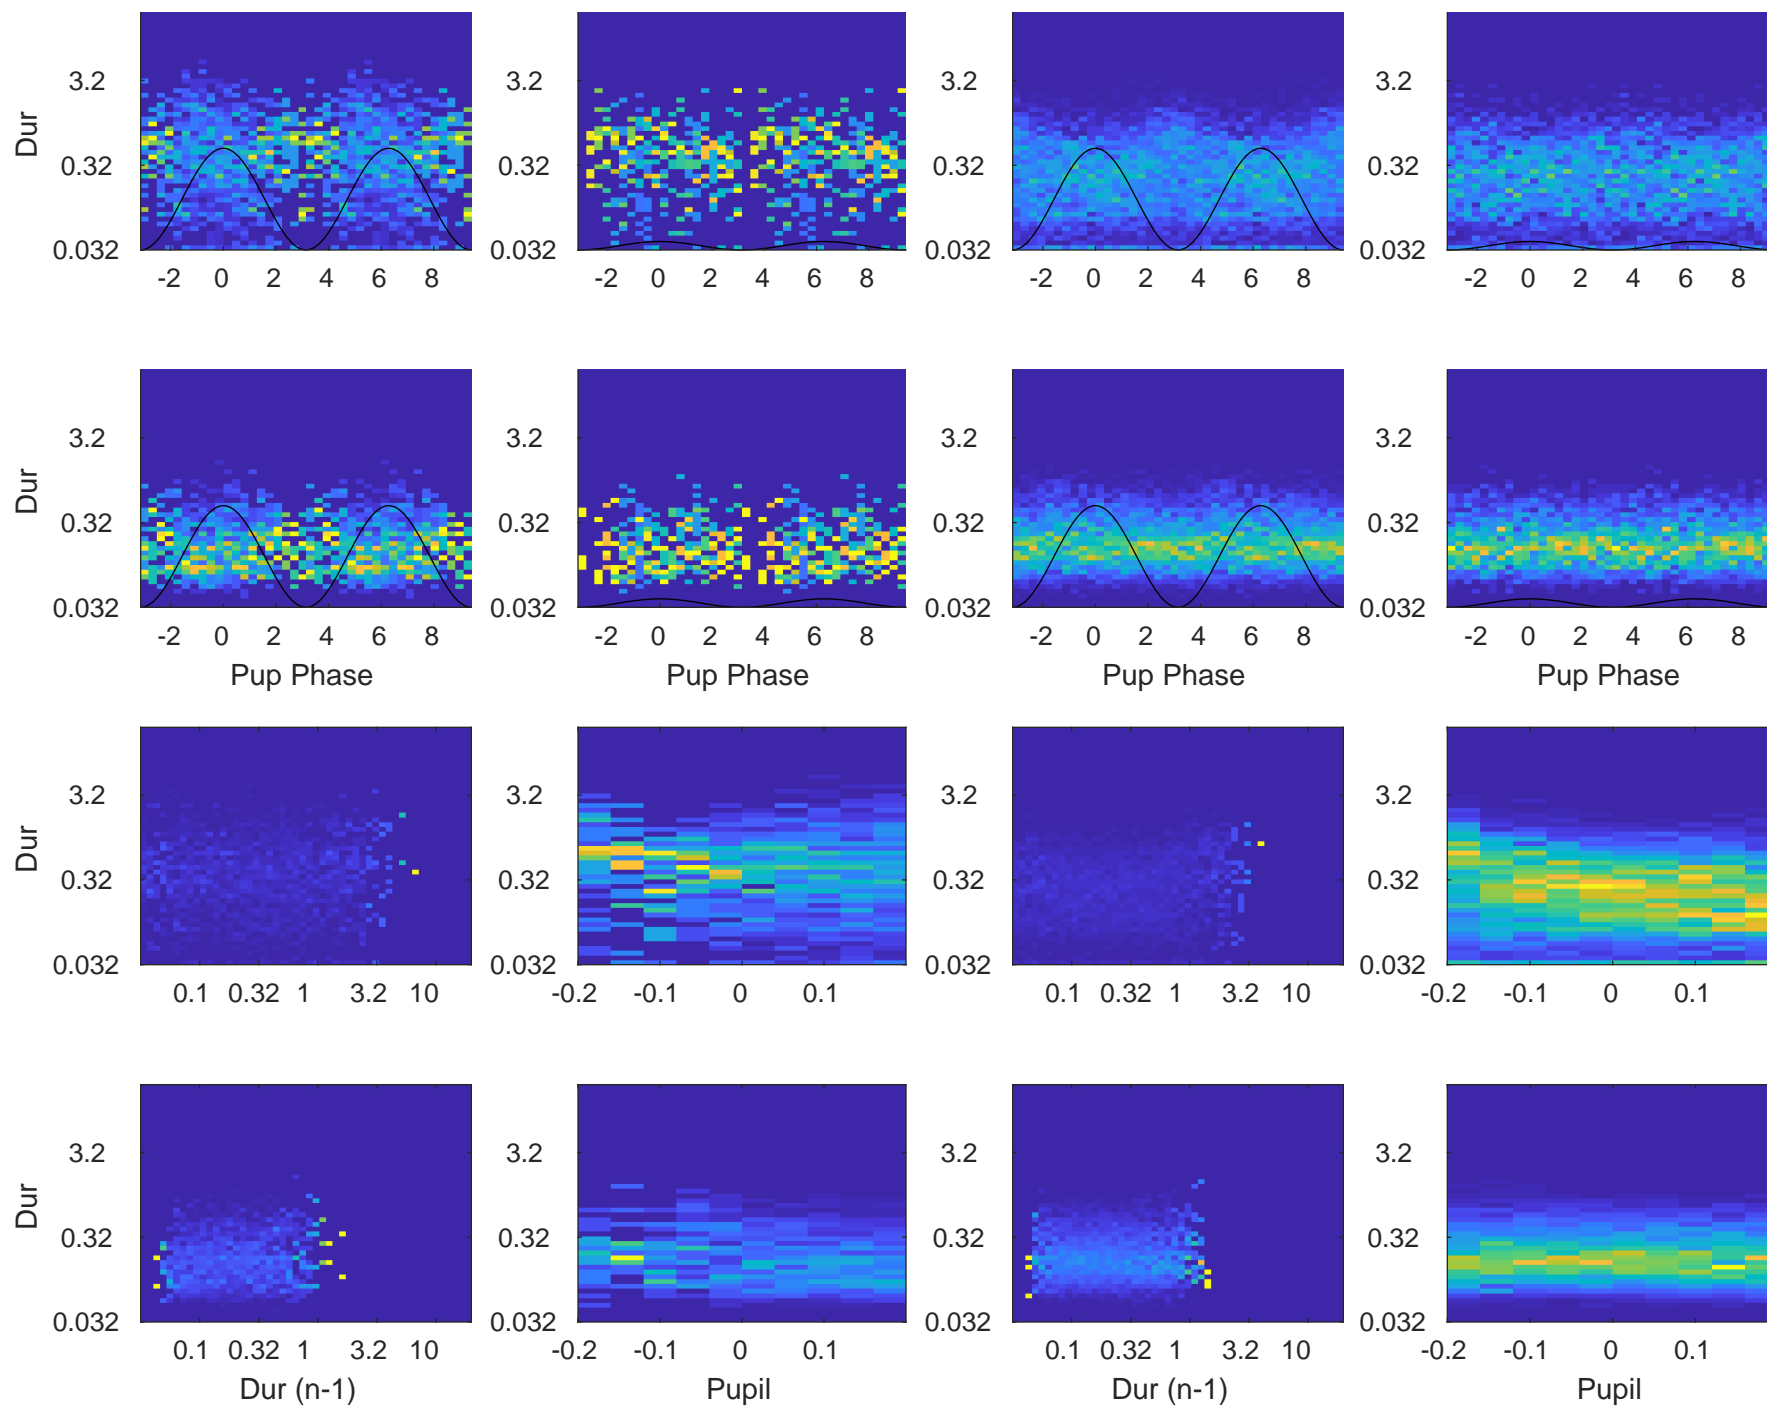 3.2 3.2 3.2 3.2
Dur
0.32 0.32 0.32 0.32
0.032 0.032 0.032 0.032
-2 0 2 4 6 8 -2 0 2 4 6 8 -2 0 2 4 6 8 -2 0 2 4 6 8
3.2 3.2 3.2 3.2
Dur
0.32 0.32 0.32 0.32
0.032 0.032 0.032 0.032
-2 0 2 4 6 8 -2 0 2 4 6 8 -2 0 2 4 6 8 -2 0 2 4 6 8
Pup Phase Pup Phase Pup Phase Pup Phase
3.2 3.2 3.2 3.2
Dur
0.32 0.32 0.32 0.32
0.032 0.032 0.032 0.032
0.1 0.32 1 3.2 10 -0.2 -0.1 0 0.1 0.1 0.32 1 3.2 10 -0.2 -0.1 0 0.1
3.2 3.2 3.2 3.2
Dur
0.32 0.32 0.32 0.32
0.032 0.032 0.032 0.032
0.1 0.32 1 3.2 10 -0.2 -0.1 0 0.1 0.1 0.32 1 3.2 10 -0.2 -0.1 0 0.1
Dur (n-1) Pupil Dur (n-1) Pupil